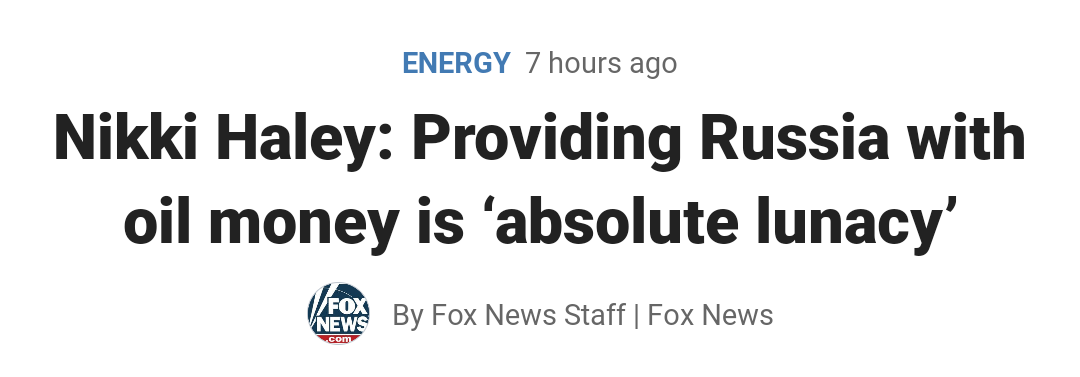 ENERGY 7 hours ago
Nikki Haley: Providing Russia with
oil money is ‘absolute lunacy’
FOX
NEWS
.com
By Fox News Staff | Fox News